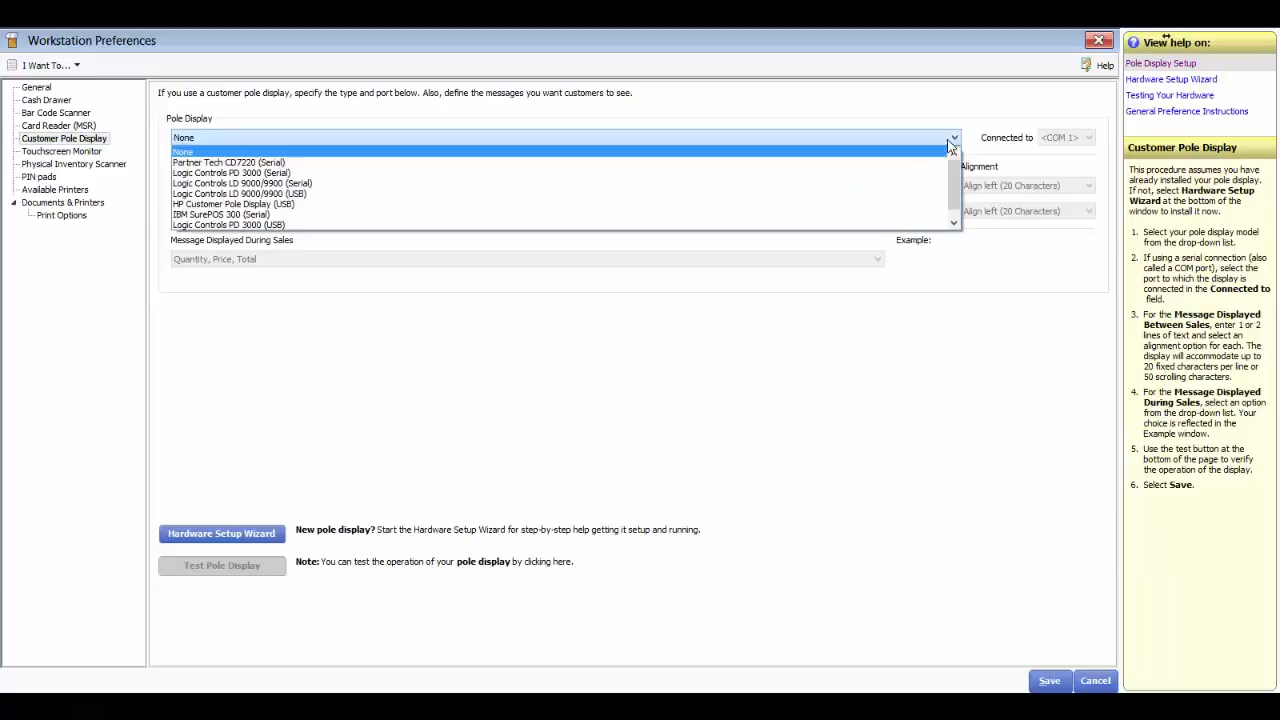 Workstation Preferences
I Want To...
Help
General
Cash Drawer
Bar Code Scanner
Card Reader (MSR)
Customer Pole Display
Touchscreen Monitor
Physical Inventory Scanner
PIN pads
Available Printers
Documents & Printers
Print Options
If you use a customer pole display, specify the type and port below. Also, define the messages you want customers to see.
Pole Display
None
Connected to
<COM 1>
None
Partner Tech CD7220 (Serial)
Logic Controls PD 3000 (Serial)
Logic Controls LD 9000/9900 (Serial)
Logic Controls LD 9000/9900 (USB)
HP Customer Pole Display (USB)
IBM SurePOS 300 (Serial)
Logic Controls PD 3000 (USB)
Alignment
Align left (20 Characters)
Align left (20 Characters)
Message Displayed During Sales
Example:
Quantity, Price, Total
Hardware Setup Wizard
New pole display? Start the Hardware Setup Wizard for step-by-step help getting it setup and running.
Test Pole Display
Note: You can test the operation of your pole display by clicking here.
Save
Cancel
View help on:
Pole Display Setup
Hardware Setup Wizard
Testing Your Hardware
General Preference Instructions
Customer Pole Display
This procedure assumes you have
already installed your pole display.
If not, select Hardware Setup
Wizard at the bottom of the
window to install it now.
1. Select your pole display model
from the drop-down list.
2. If using a serial connection (also
called a COM port), select the
port to which the display is
connected in the Connected to
field.
3. For the Message Displayed
Between Sales, enter 1 or 2
lines of text and select an
alignment option for each. The
display will accommodate up to
20 fixed characters per line or
50 scrolling characters.
4. For the Message Displayed
During Sales, select an option
from the drop-down list. Your
choice is reflected in the
Example window.
5. Use the test button at the
bottom of the page to verify
the operation of the display.
6. Select Save.